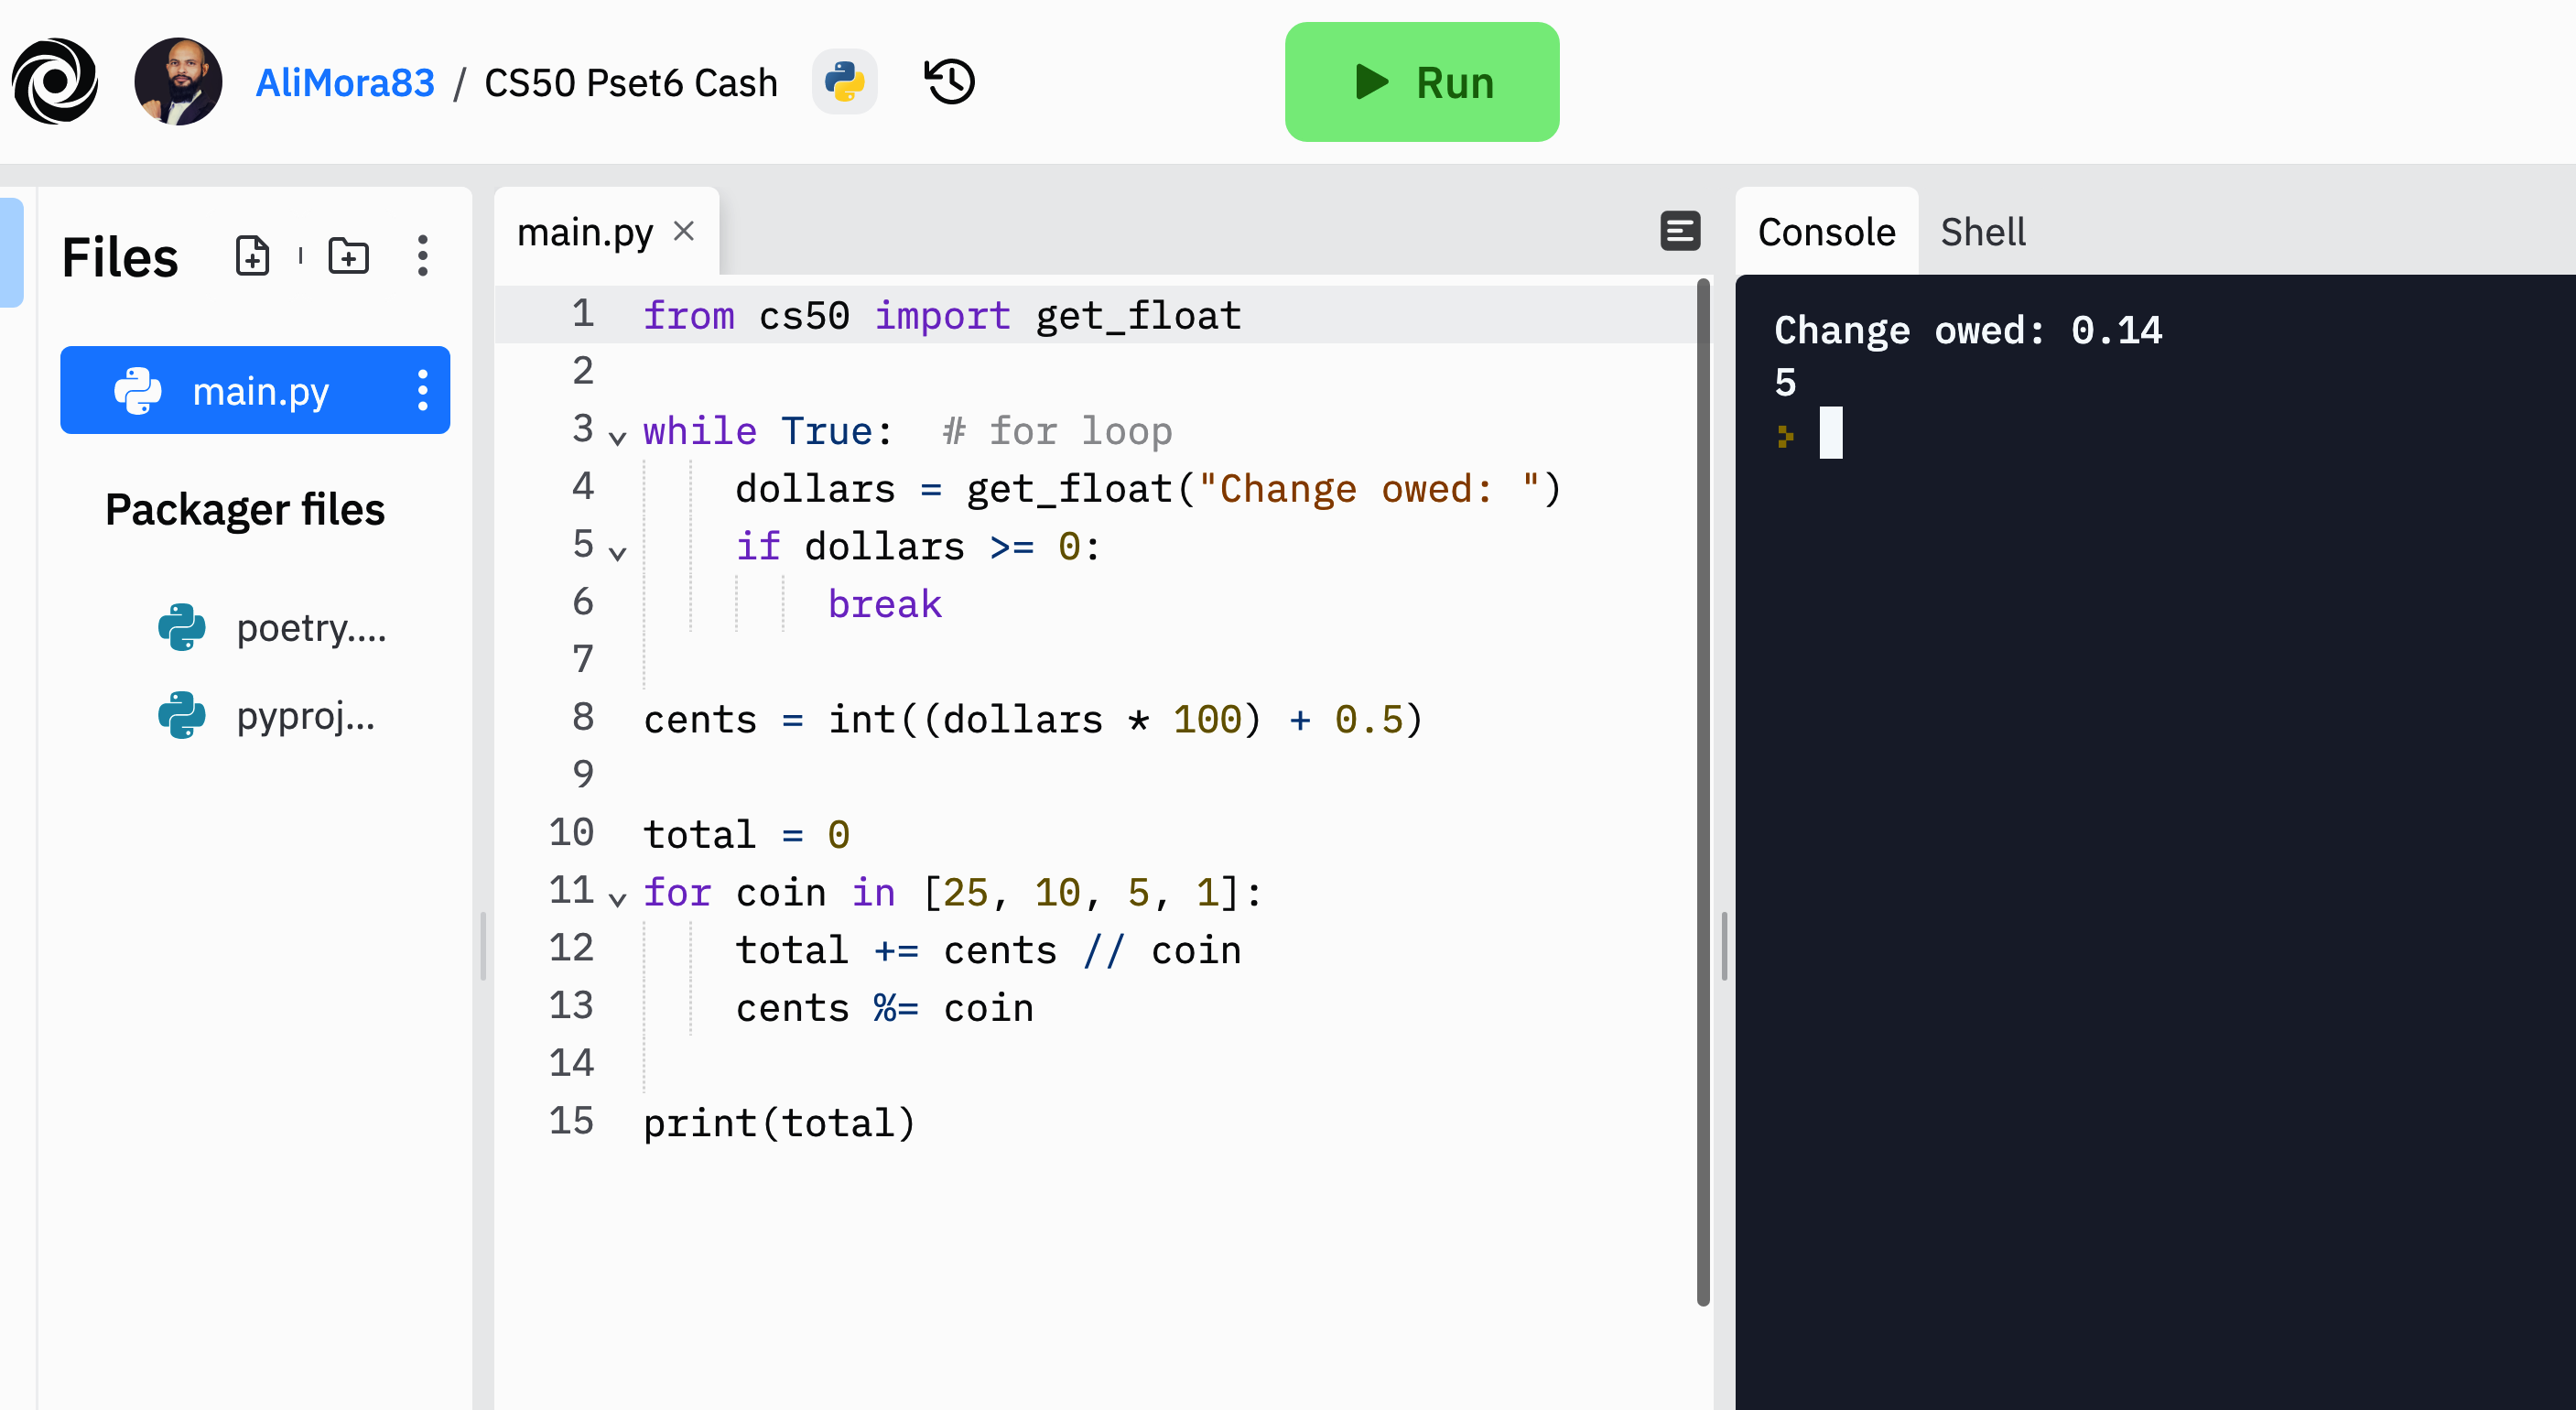 AliMora83 / CS50 Pset6 Cash
Run
Files
main.py
Packager files
poetry....
pyproj...
main.py
1 from cs50 import get_float
2
3 while True:  # for loop
4     dollars = get_float("Change owed: ")
5     if dollars >= 0:
6         break
7
8 cents = int((dollars * 100) + 0.5)
9
10 total = 0
11 for coin in [25, 10, 5, 1]:
12     total += cents // coin
13     cents %= coin
14
15 print(total)
Console Shell
Change owed: 0.14
5